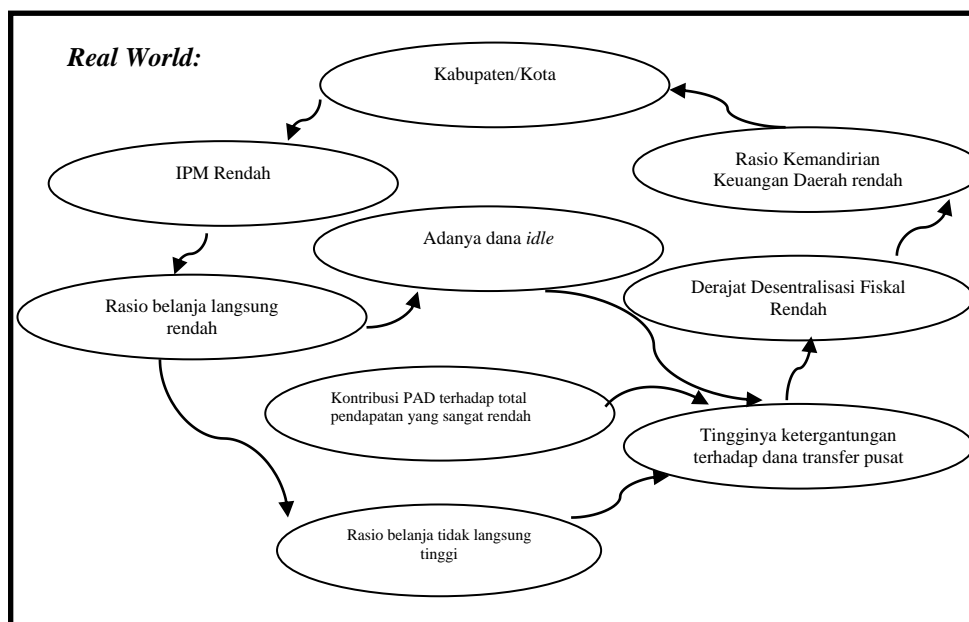 Real World:
Kabupaten/Kota
Rasio Kemandirian
Keuangan Daerah rendah
IPM Rendah
Adanya dana idle
Derajat Desentralisasi Fiskal
Rendah
Rasio belanja langsung
rendah
Kontribusi PAD terhadap total
pendapatan yang sangat rendah
Tingginya ketergantungan
terhadap dana transfer pusat
Rasio belanja tidak langsung
tinggi